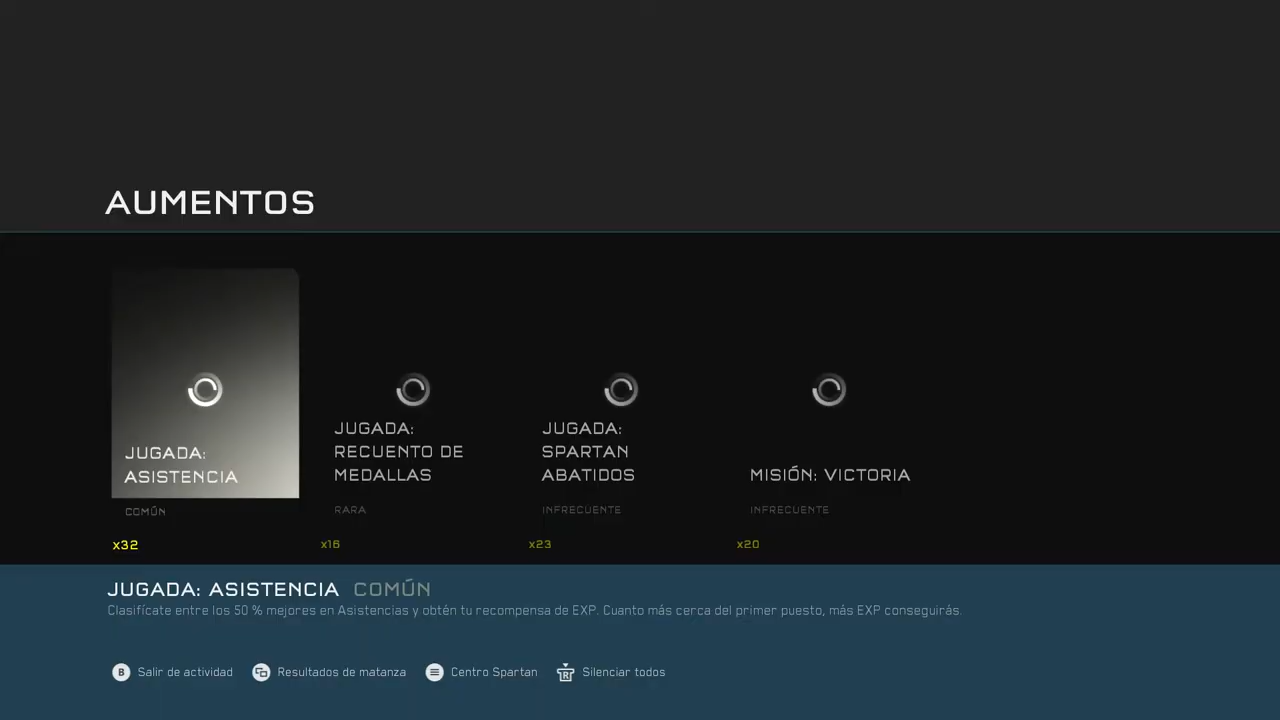 AUMENTOS
JUGADA:
ASISTENCIA
COMÚN
x32
JUGADA:
RECUENTO DE
MEDALLAS
RARA
x16
JUGADA:
SPARTAN
ABATIDOS
INFRECUENTE
x23
MISIÓN: VICTORIA
INFRECUENTE
x20
JUGADA: ASISTENCIA COMÚN
Clasifícate entre los 50 % mejores en Asistencias y obtén tu recompensa de EXP. Cuanto más cerca del primer puesto, más EXP conseguirás.
B Salir de actividad Resultados de matanza Centro Spartan R Silenciar todos